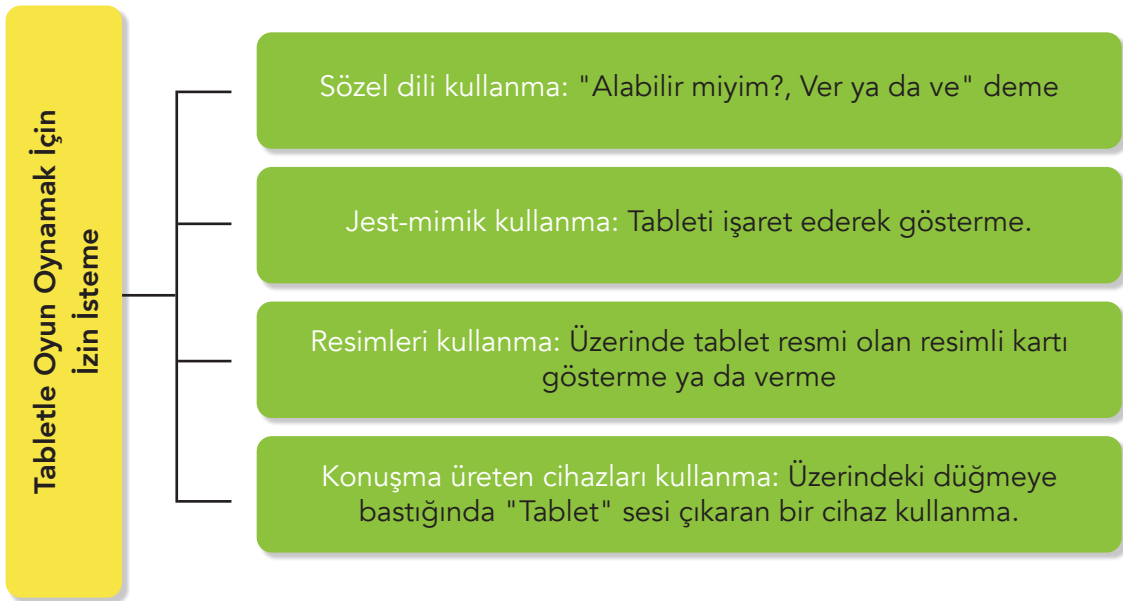 Tabletle Oyun Oynamak İçin
İzin İsteme
Sözel dili kullanma: "Alabilir miyim?, Ver ya da ve" deme
Jest-mimik kullanma: Tableti işaret ederek gösterme.
Resimleri kullanma: Üzerinde tablet resmi olan resimli kartı
gösterme ya da verme
Konuşma üreten cihazları kullanma: Üzerindeki düğmeye
bastığında "Tablet" sesi çıkaran bir cihaz kullanma.